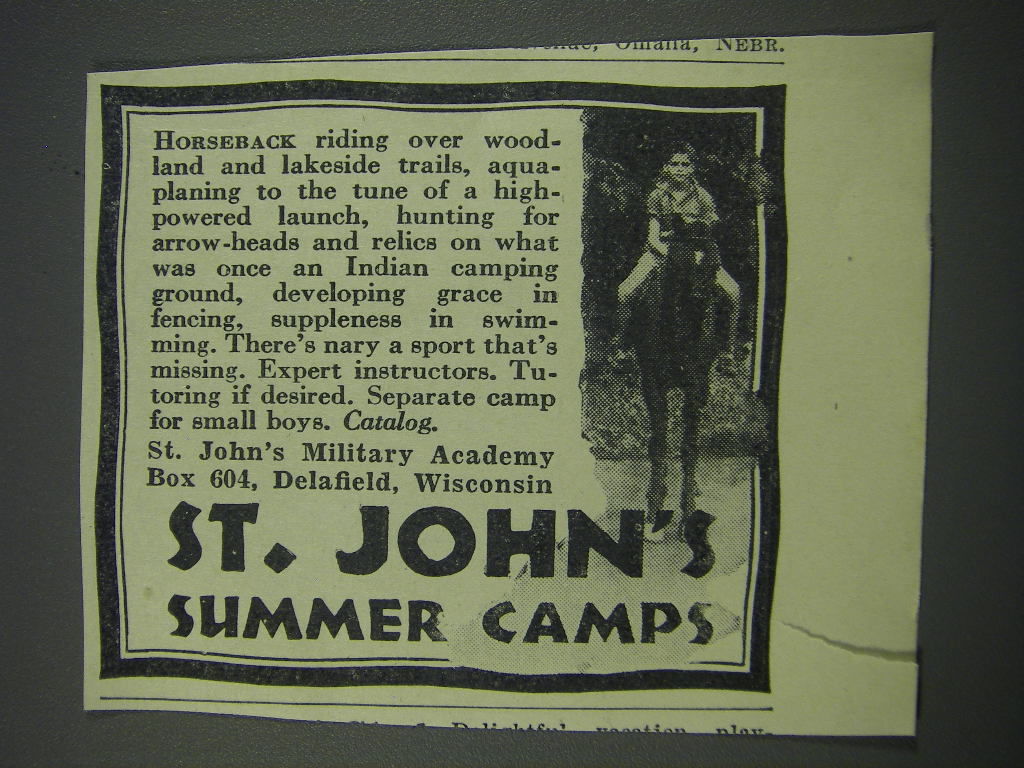 Omaha, NEBR.
HORSEBACK riding over wood-
land and lakeside trails, aqua-
planing to the tune of a high-
powered launch, hunting for
arrow-heads and relics on what
was once an Indian camping
ground, developing grace in
fencing, suppleness in swim-
ming. There's nary a sport that's
missing. Expert instructors. Tu-
toring if desired. Separate camp
for small boys. Catalog.
St. John's Military Academy
Box 604, Delafield, Wisconsin
ST. JOHN'S
SUMMER CAMPS
Delightful vacation play-